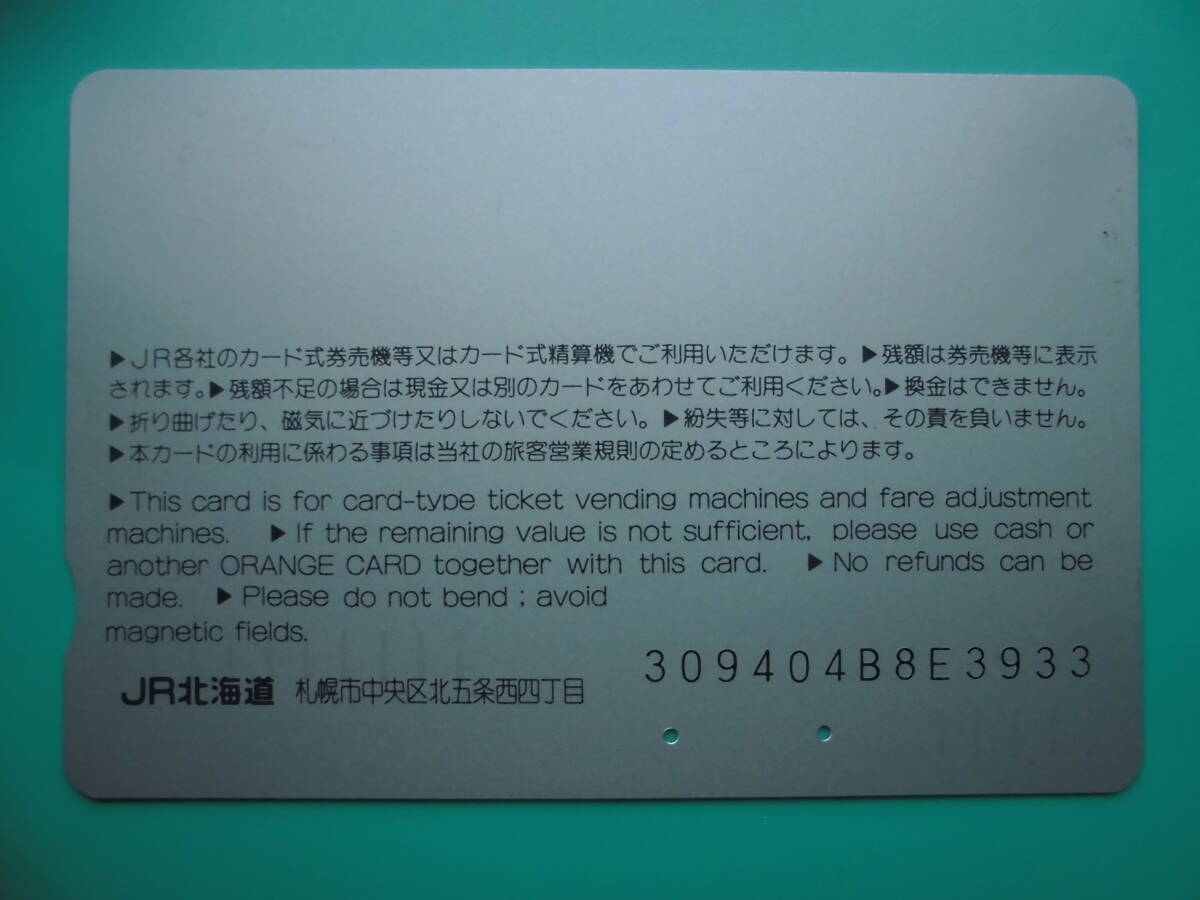 ▶JR各社のカード式券売機等又はカード式精算機でご利用いただけます。▶残額は券売機等に表示
されます。▶残額不足の場合は現金又は別のカードをあわせてご利用ください。▶換金はできません。
▶折り曲げたり、磁気に近づけたりしないでください。▶紛失等に対しては、その責を負いません。
▶本カードの利用に係わる事項は当社の旅客営業規則の定めるところによります。
▶This card is for card-type ticket vending machines and fare adjustment
machines. ▶If the remaining value is not sufficient, please use cash or
another ORANGE CARD together with this card. ▶No refunds can be
made. ▶Please do not bend ; avoid
magnetic fields.
309404B8E3933
JR北海道 札幌市中央区北五条西四丁目